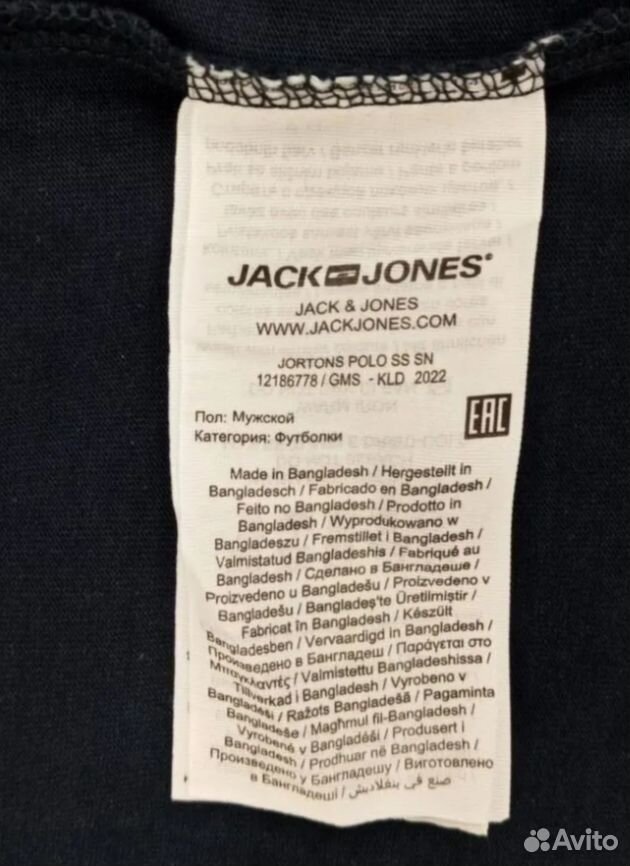 JACK JONES®
JACK & JONES
WWW.JACKJONES.COM
JORTONS POLO SS SN
12186778 / GMS - KLD 2022
Пол: Мужской
Категория: Футболки
EAC
Made in Bangladesh / Hergestellt in
Bangladesch / Fabricado en Bangladesh /
Feito no Bangladesh / Prodotto in
Bangladesh / Wyprodukowano w
Bangladeszu / Fremstillet i Bangladesh /
Valmistatud Bangladeshis / Fabriqué au
Bangladesh / Сделано в Бангладеше /
Proizvedeno u Bangladešu / Proizvedeno v
Bangladešu / Bangladeş'te Üretilmiştir /
Fabricat în Bangladesh / Készült
Bangladesben / Vervaardigd in Bangladesh /
Произведено в Бангладеш / Παράγεται στο
Μπαγκλαντές / Valmistettu Bangladeshissa /
Tillverkad i Bangladesh / Vyrobeno v
Bangladéši / Ražots Bangladešā / Pagaminta
Bangladeše / Magħmul fil-Bangladesh /
Vyrobené v Bangladéši / Produsert i
Bangladesh / Prodhuar në Bangladesh /
Произведено у Бангладешу / Виготовлено
в Бангладеші / صنع في بنغلاديش
Avito